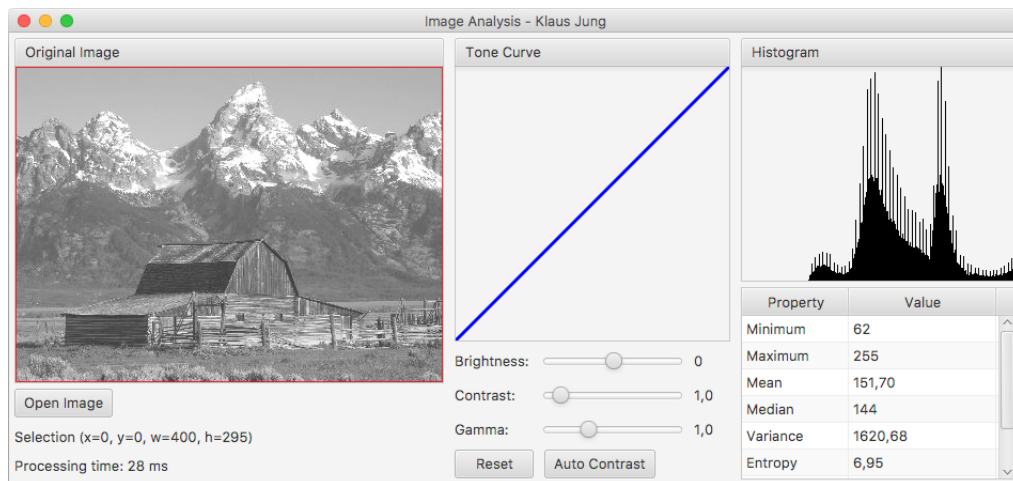 Image Analysis - Klaus Jung
Original Image
Open Image
Selection (x=0, y=0, w=400, h=295)
Processing time: 28 ms
Tone Curve
Brightness: 0
Contrast: 1,0
Gamma: 1,0
Reset Auto Contrast
Histogram
Property Value
Minimum 62
Maximum 255
Mean 151,70
Median 144
Variance 1620,68
Entropy 6,95